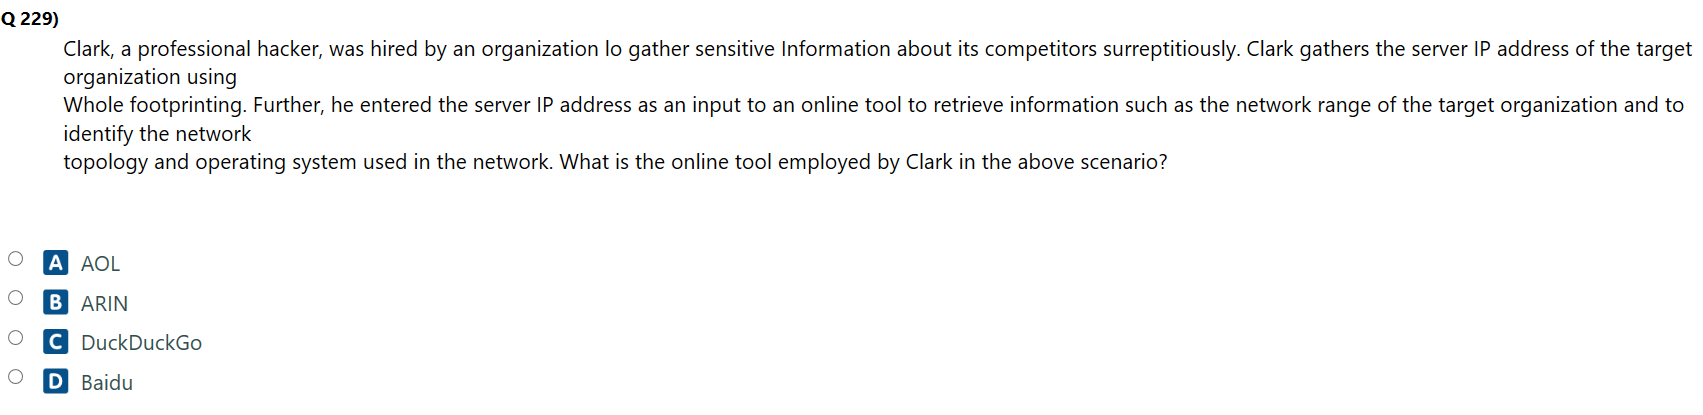 Q 229)
Clark, a professional hacker, was hired by an organization lo gather sensitive Information about its competitors surreptitiously. Clark gathers the server IP address of the target
organization using
Whole footprinting. Further, he entered the server IP address as an input to an online tool to retrieve information such as the network range of the target organization and to
identify the network
topology and operating system used in the network. What is the online tool employed by Clark in the above scenario?
A AOL
B ARIN
C DuckDuckGo
D Baidu